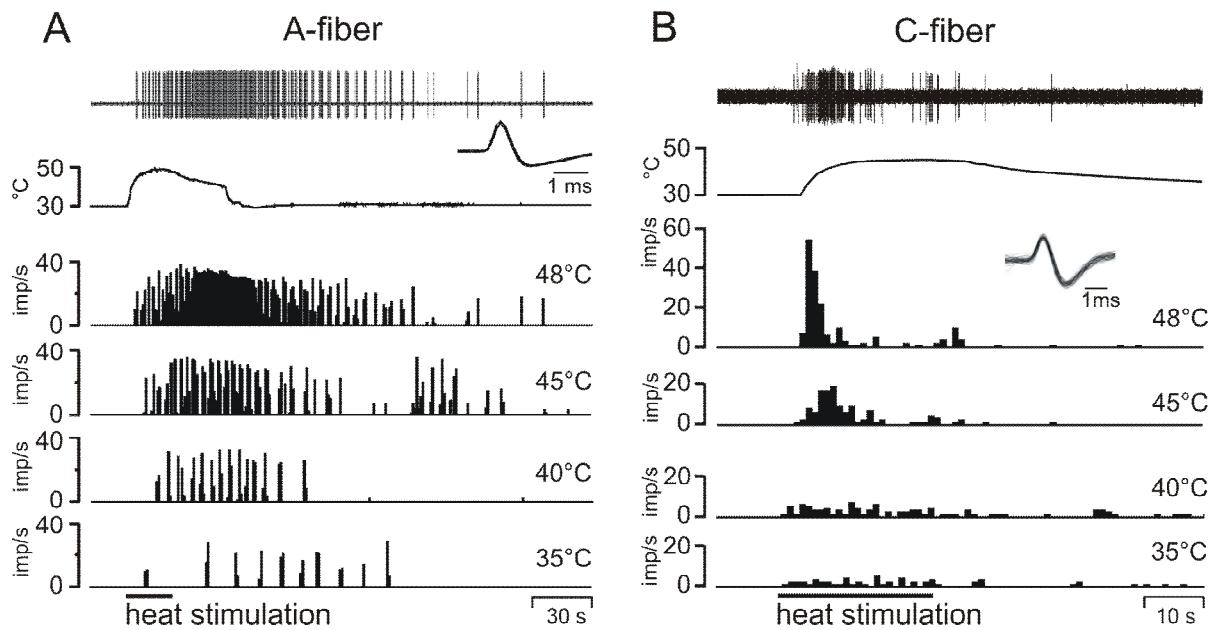 A
A-fiber
50
30
°C
1 ms
40
0
imp/s
48°C
40
0
imp/s
45°C
40
0
imp/s
40°C
40
0
imp/s
35°C
heat stimulation
30 s
B
C-fiber
50
30
°C
60
40
20
0
imp/s
1ms
48°C
20
0
imp/s
45°C
20
0
imp/s
40°C
20
0
imp/s
35°C
heat stimulation
10 s